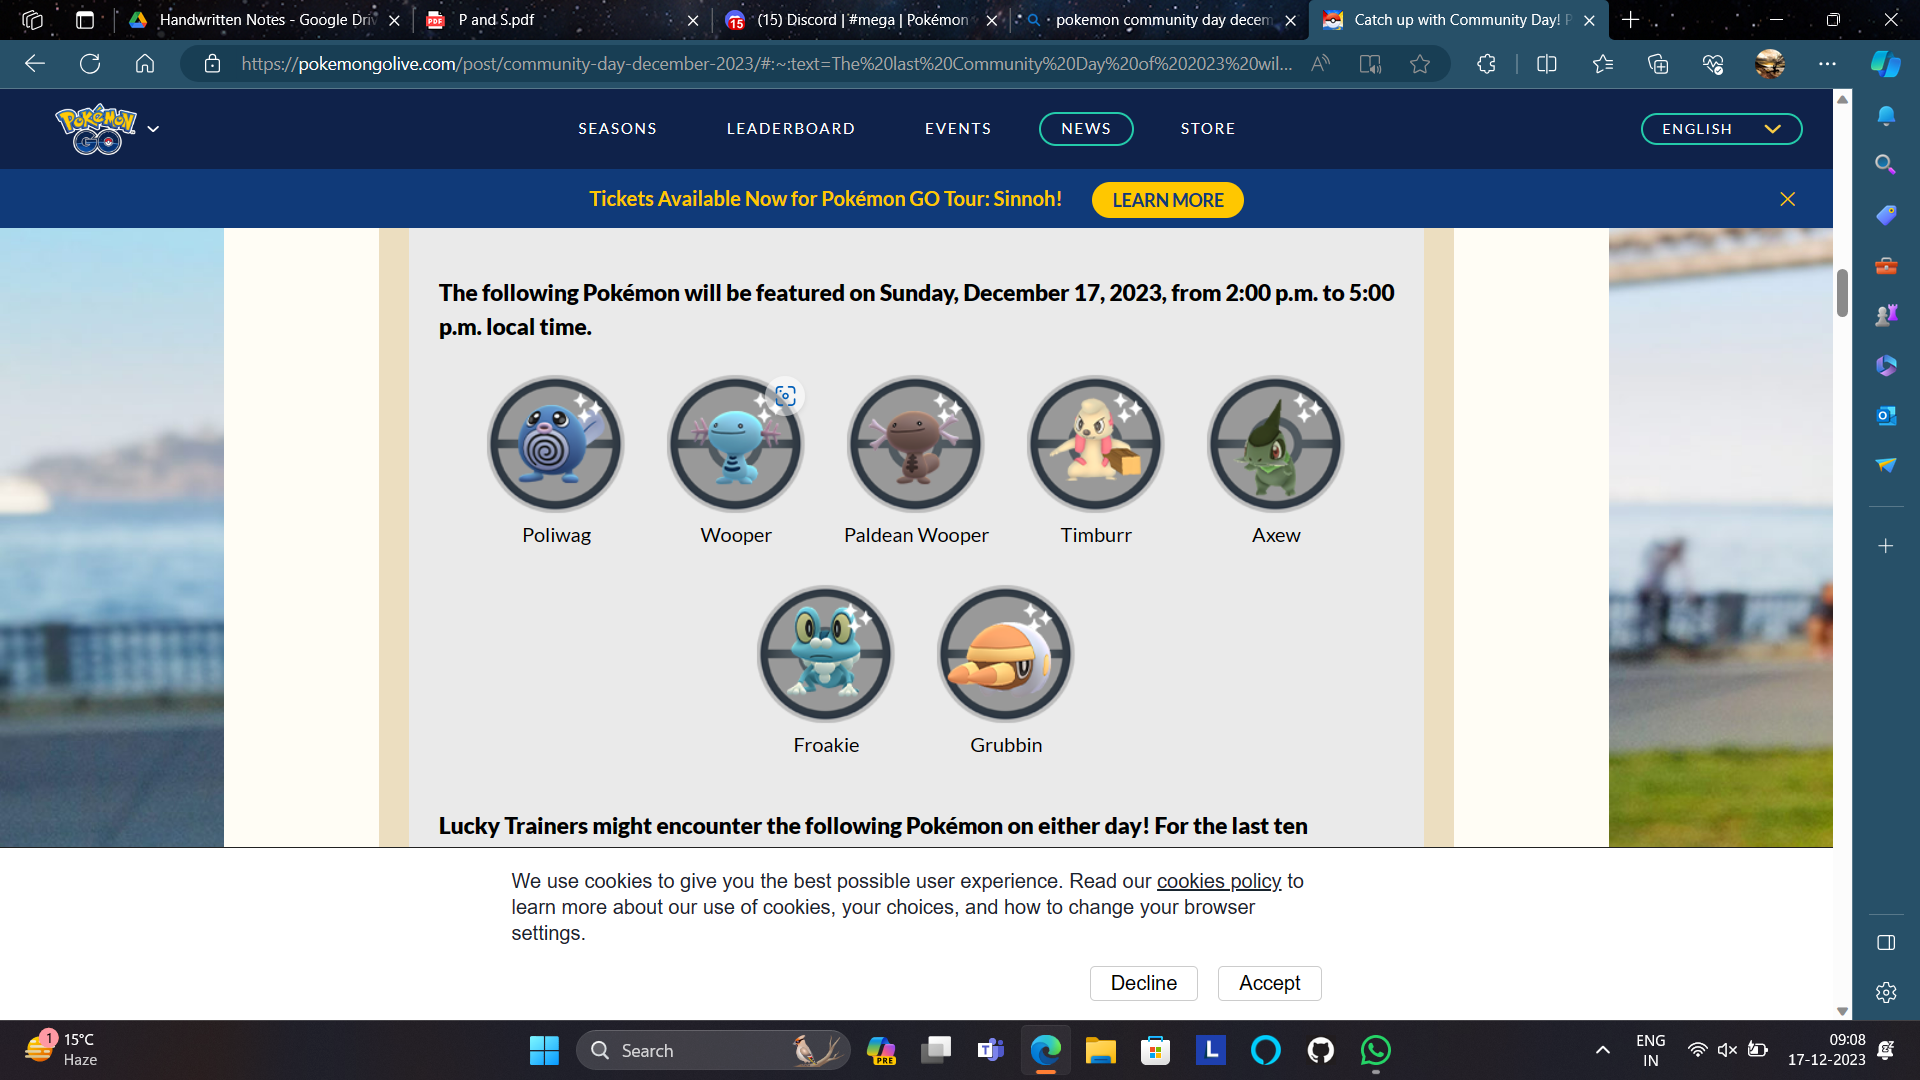 Handwritten Notes - Google Dri
P and S.pdf
(15) Discord | #mega | Pokémon
pokemon community day decem
Catch up with Community Day! P
https://pokemongolive.com/post/community-day-december-2023/#:~:text=The%20last%20Community%20Day%20of%202023%20wil...
POKÉMON GO
SEASONS
LEADERBOARD
EVENTS
NEWS
STORE
ENGLISH
Tickets Available Now for Pokémon GO Tour: Sinnoh!
LEARN MORE
The following Pokémon will be featured on Sunday, December 17, 2023, from 2:00 p.m. to 5:00
p.m. local time.
Poliwag
Wooper
Paldean Wooper
Timburr
Axew
Froakie
Grubbin
Lucky Trainers might encounter the following Pokémon on either day! For the last ten
We use cookies to give you the best possible user experience. Read our cookies policy to
learn more about our use of cookies, your choices, and how to change your browser
settings.
Decline
Accept
1
15°C
Haze
Search
PRE
L
ENG
IN
09:08
17-12-2023